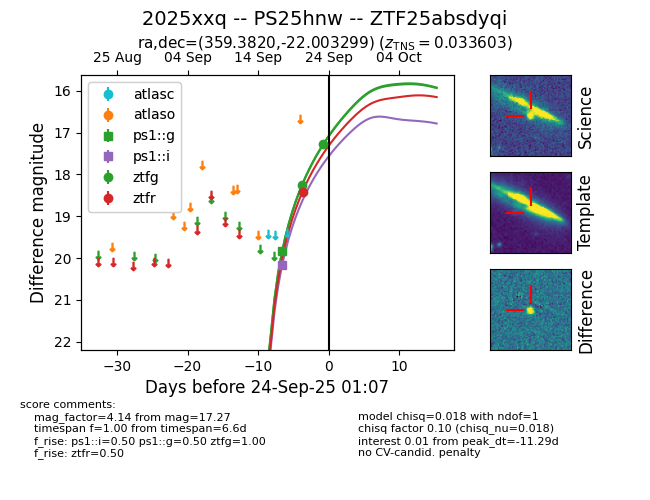 2025xxq -- PS25hnw -- ZTF25absdyqi
ra,dec=(359.3820,-22.003299) (z_TNS = 0.033603)
25 Aug 04 Sep 14 Sep 24 Sep 04 Oct
Difference magnitude
16
17
18
19
20
21
22
atlasc
atlaso
ps1::g
ps1::i
ztfg
ztfr
−30 −20 −10 0 10
Days before 24-Sep-25 01:07
Science
Template
Difference
score comments:
mag_factor=4.14 from mag=17.27
timespan f=1.00 from timespan=6.6d
f_rise: ps1::i=0.50 ps1::g=0.50 ztfg=1.00
f_rise: ztfr=0.50
model chisq=0.018 with ndof=1
chisq factor 0.10 (chisq_nu=0.018)
interest 0.01 from peak_dt=-11.29d
no CV-candid. penalty